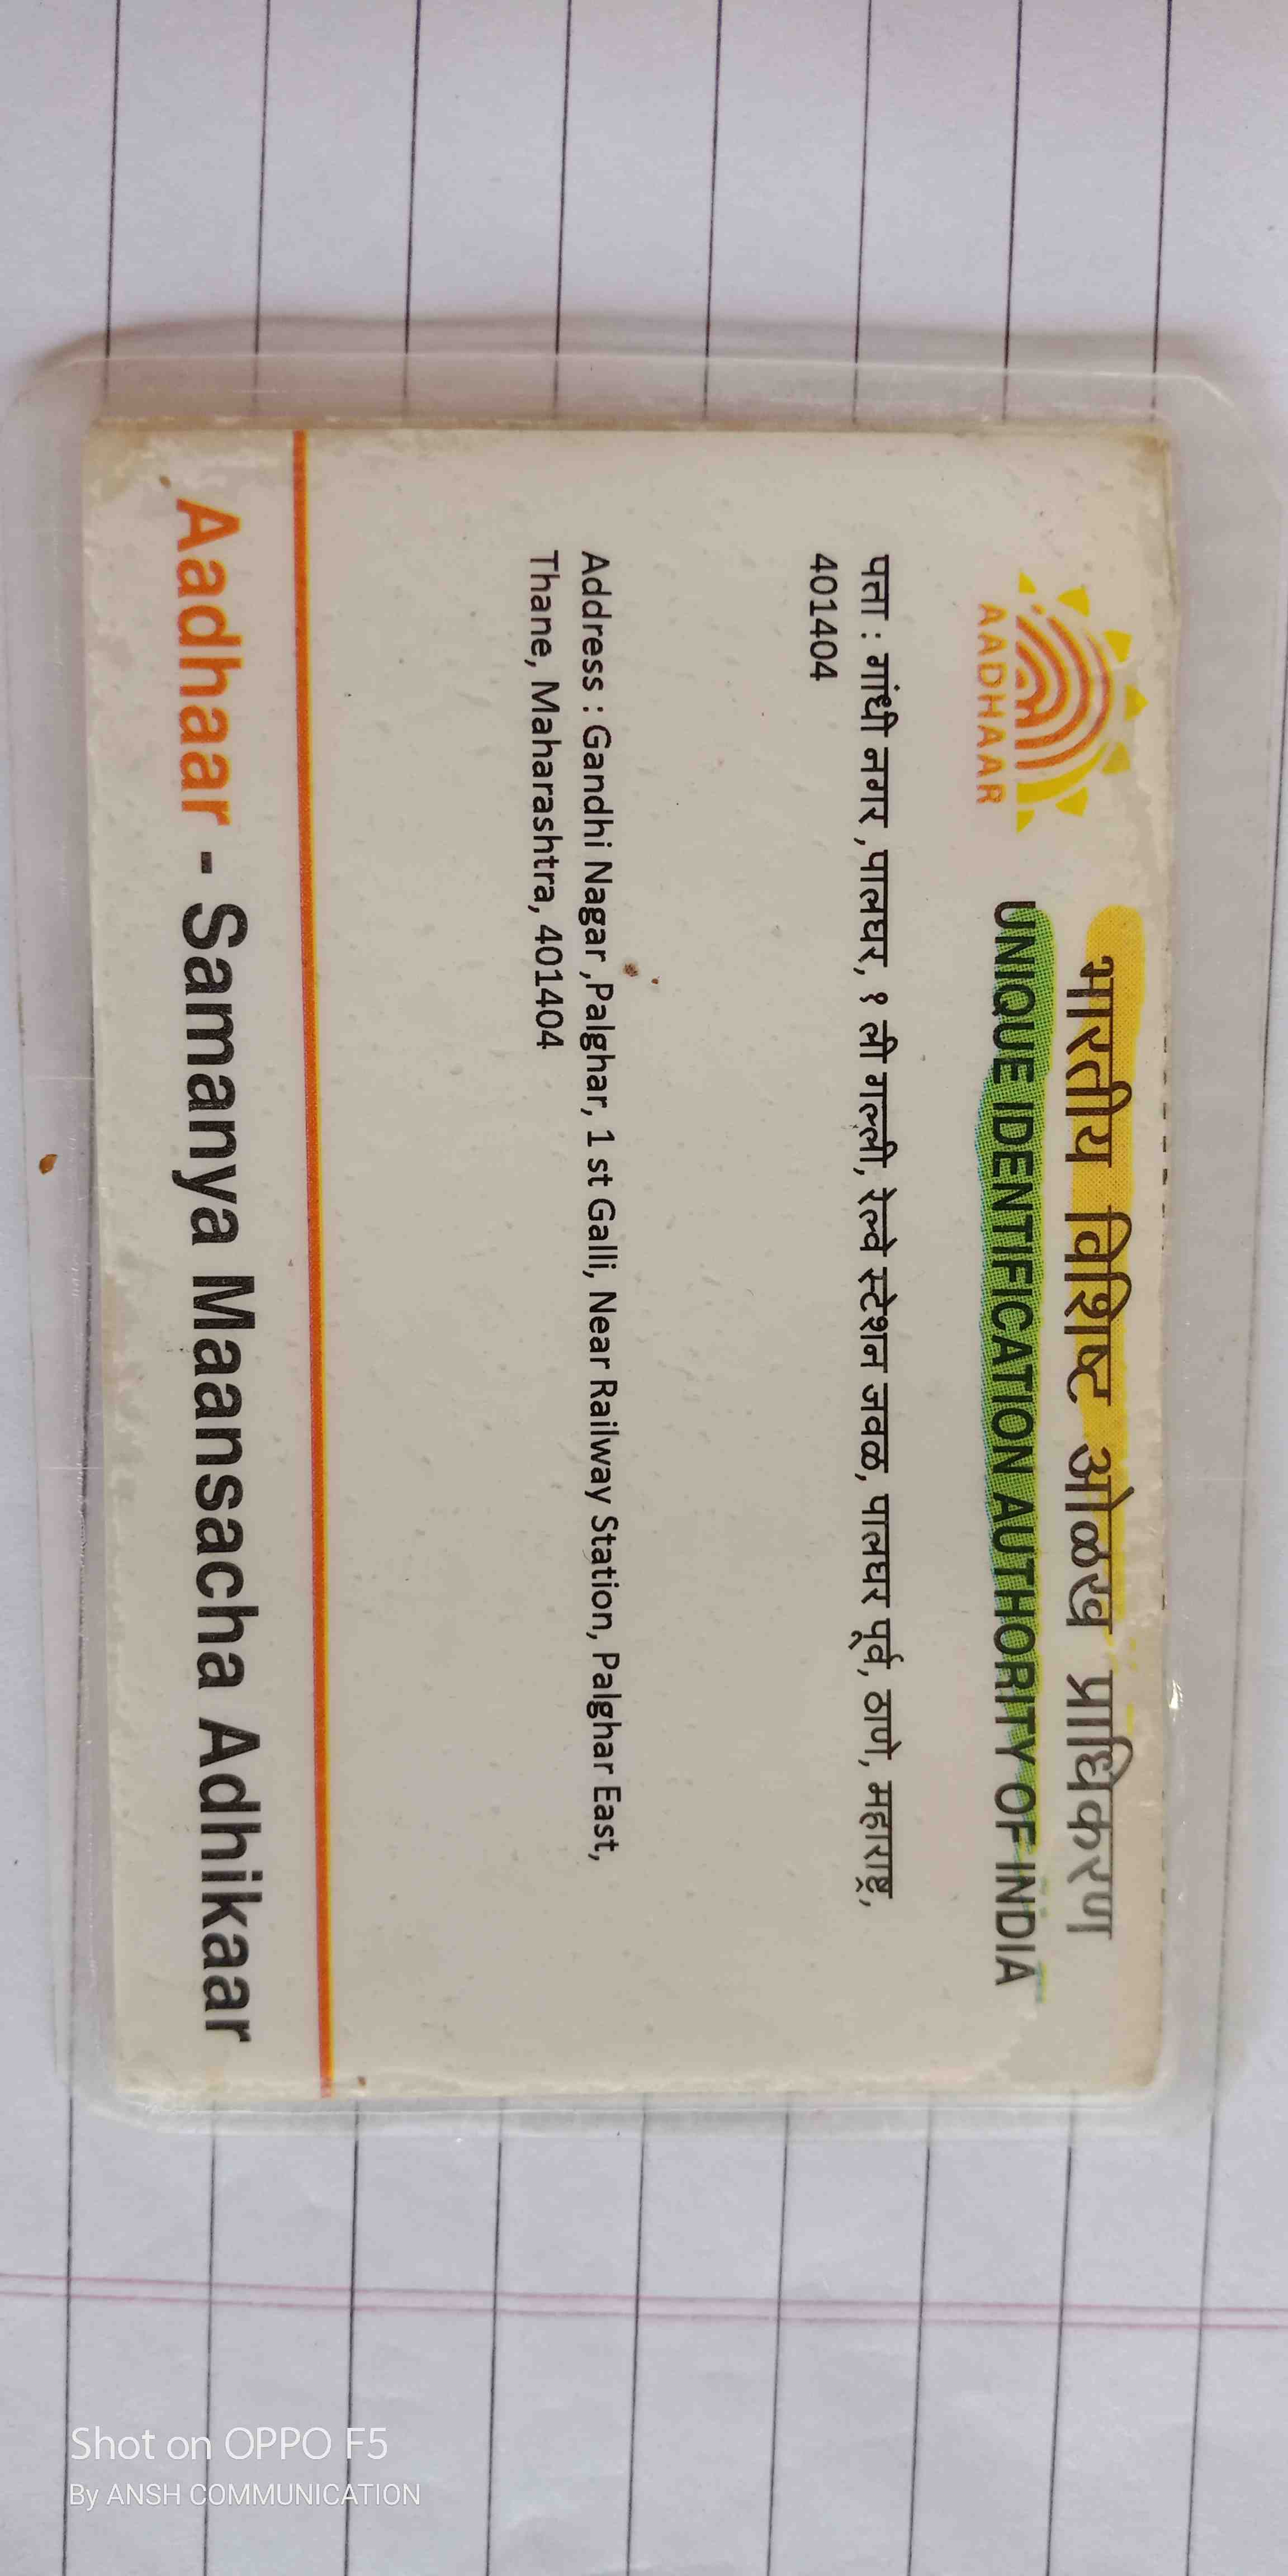 भारतीय विशिष्ट ओळख प्राधिकरण
UNIQUE IDENTIFICATION AUTHORITY OF INDIA
AADHAAR
पत्ता : गांधी नगर ,पालघर, १ ली गल्ली, रेल्वे स्टेशन जवळ, पालघर पूर्व, ठाणे, महाराष्ट्र,
401404
Address : Gandhi Nagar ,Palghar, 1 st Galli, Near Railway Station, Palghar East,
Thane, Maharashtra, 401404
Aadhaar - Samanya Maansacha Adhikaar
Shot on OPPO F5
By ANSH COMMUNICATION